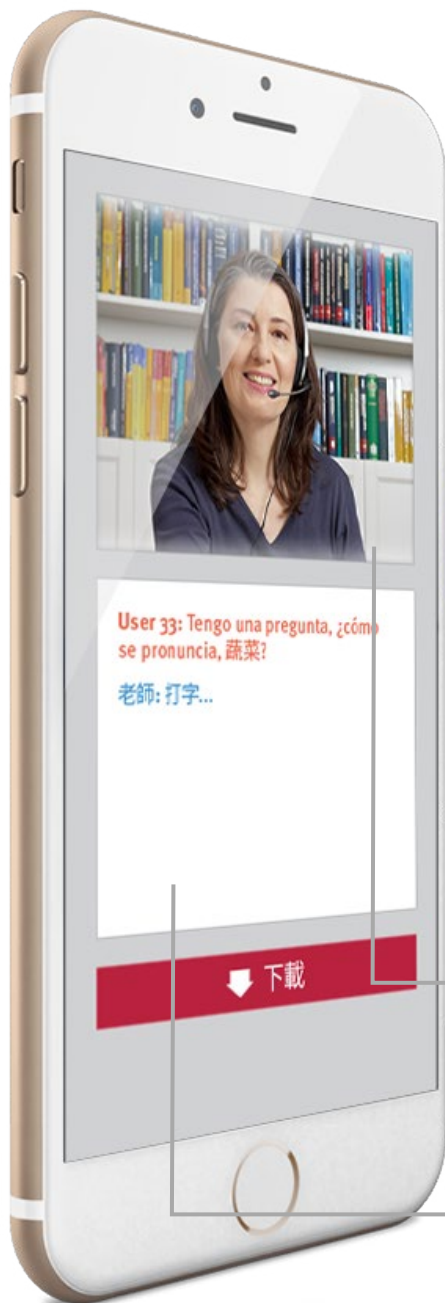 User 33: Tengo una pregunta, ¿cómo
se pronuncia, 蔬菜?
老師: 打字...
下載